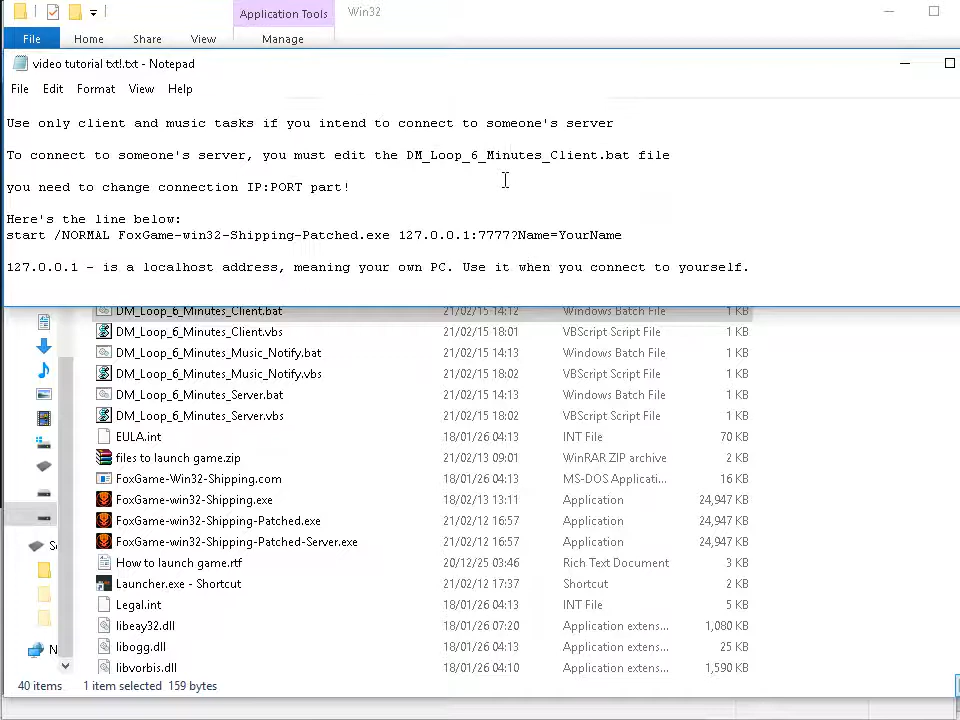 Application Tools
Win32
File
Home
Share
View
Manage
video tutorial txt!.txt - Notepad
File Edit Format View Help
Use only client and music tasks if you intend to connect to someone's server
To connect to someone's server, you must edit the DM_Loop_6_Minutes_Client.bat file
you need to change connection IP:PORT part!
Here's the line below:
start /NORMAL FoxGame-win32-Shipping-Patched.exe 127.0.0.1:7777?Name=YourName
127.0.0.1 - is a localhost address, meaning your own PC. Use it when you connect to yourself.
DM_Loop_6_Minutes_Client.bat 21/02/15 14:12 Windows Batch File 1 KB
DM_Loop_6_Minutes_Client.vbs 21/02/15 18:01 VBScript Script File 1 KB
DM_Loop_6_Minutes_Music_Notify.bat 21/02/15 14:13 Windows Batch File 1 KB
DM_Loop_6_Minutes_Music_Notify.vbs 21/02/15 18:02 VBScript Script File 1 KB
DM_Loop_6_Minutes_Server.bat 21/02/15 14:13 Windows Batch File 1 KB
DM_Loop_6_Minutes_Server.vbs 21/02/15 18:02 VBScript Script File 1 KB
EULA.int 18/01/26 04:13 INT File 70 KB
files to launch game.zip 21/02/13 09:01 WinRAR ZIP archive 2 KB
FoxGame-Win32-Shipping.com 18/01/26 04:13 MS-DOS Applicati... 16 KB
FoxGame-win32-Shipping.exe 18/02/13 13:11 Application 24,947 KB
FoxGame-win32-Shipping-Patched.exe 21/02/12 16:57 Application 24,947 KB
FoxGame-win32-Shipping-Patched-Server.exe 21/02/12 16:57 Application 24,947 KB
How to launch game.rtf 20/12/25 03:46 Rich Text Document 3 KB
Launcher.exe - Shortcut 21/02/12 17:37 Shortcut 2 KB
Legal.int 18/01/26 04:13 INT File 5 KB
libeay32.dll 18/01/26 07:20 Application extens... 1,080 KB
libogg.dll 18/01/26 04:13 Application extens... 25 KB
libvorbis.dll 18/01/26 04:10 Application extens... 1,590 KB
40 items 1 item selected 159 bytes